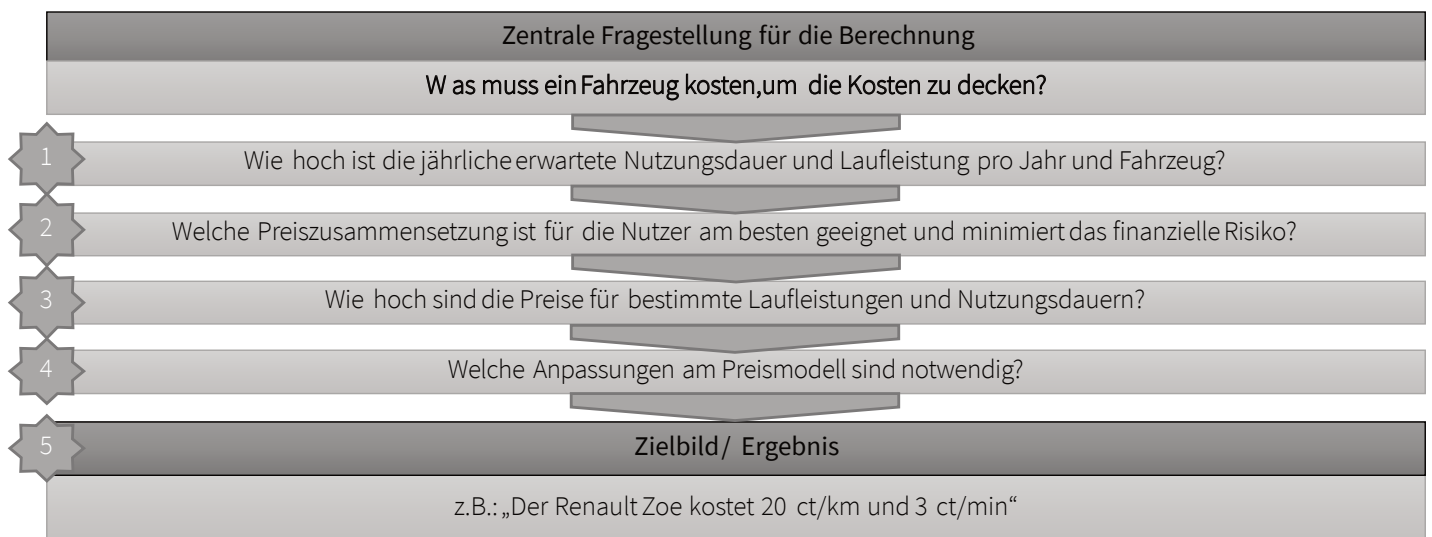 Zentrale Fragestellung für die Berechnung
Was muss ein Fahrzeug kosten,um die Kosten zu decken?
1
Wie hoch ist die jährliche erwartete Nutzungsdauer und Laufleistung pro Jahr und Fahrzeug?
2
Welche Preiszusammensetzung ist für die Nutzer am besten geeignet und minimiert das finanzielle Risiko?
3
Wie hoch sind die Preise für bestimmte Laufleistungen und Nutzungsdauern?
4
Welche Anpassungen am Preismodell sind notwendig?
5
Zielbild/ Ergebnis
z.B.: „Der Renault Zoe kostet 20 ct/km und 3 ct/min“